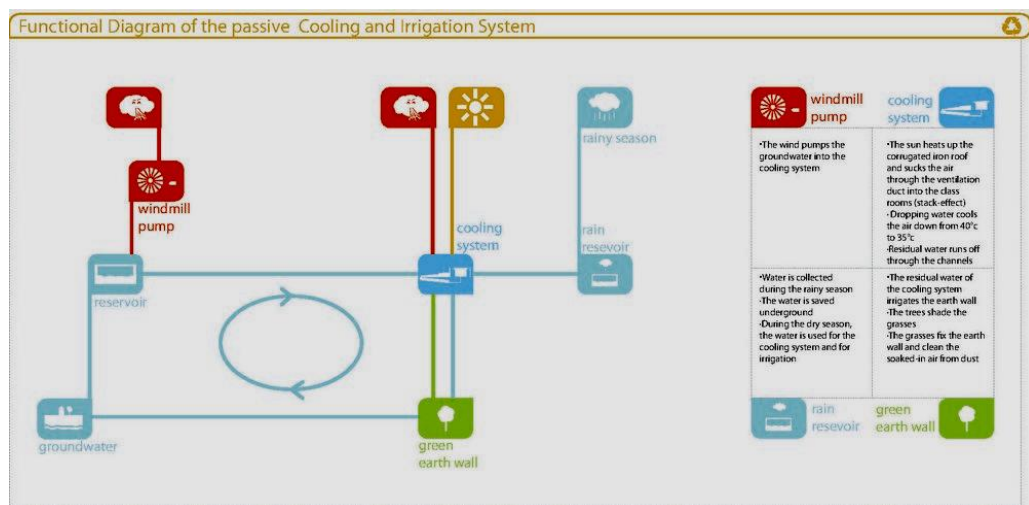 Functional Diagram of the passive Cooling and Irrigation System
rainy season
windmill
pump
cooling
system
rain
resevoir
reservoir
groundwater
green
earth wall
windmill
pump
cooling
system
•The wind pumps the
groundwater into the
cooling system
•The sun heats up the
corrugated iron roof
and sucks the air
through the ventilation
duct into the class
rooms (stack-effect)
•Dropping water cools
the air down from 40°c
to 35°c
•Residual water runs off
through the channels
•Water is collected
during the rainy season
•The water is saved
underground
•During the dry season,
the water is used for the
cooling system and for
irrigation
•The residual water of
the cooling system
irrigates the earth wall
•The trees shade the
grasses
•The grasses fix the earth
wall and clean the
soaked-in air from dust
rain
resevoir
green
earth wall